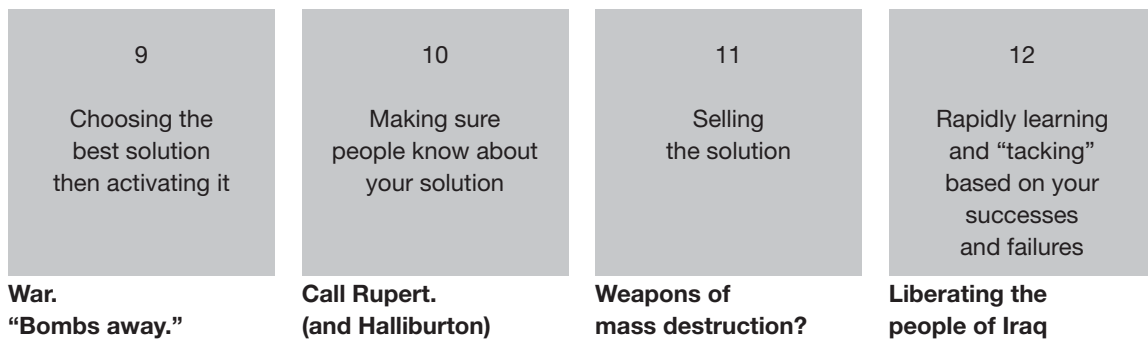 9
Choosing the
best solution
then activating it
War.
“Bombs away.”
10
Making sure
people know about
your solution
Call Rupert.
(and Halliburton)
11
Selling
the solution
Weapons of
mass destruction?
12
Rapidly learning
and “tacking”
based on your
successes
and failures
Liberating the
people of Iraq